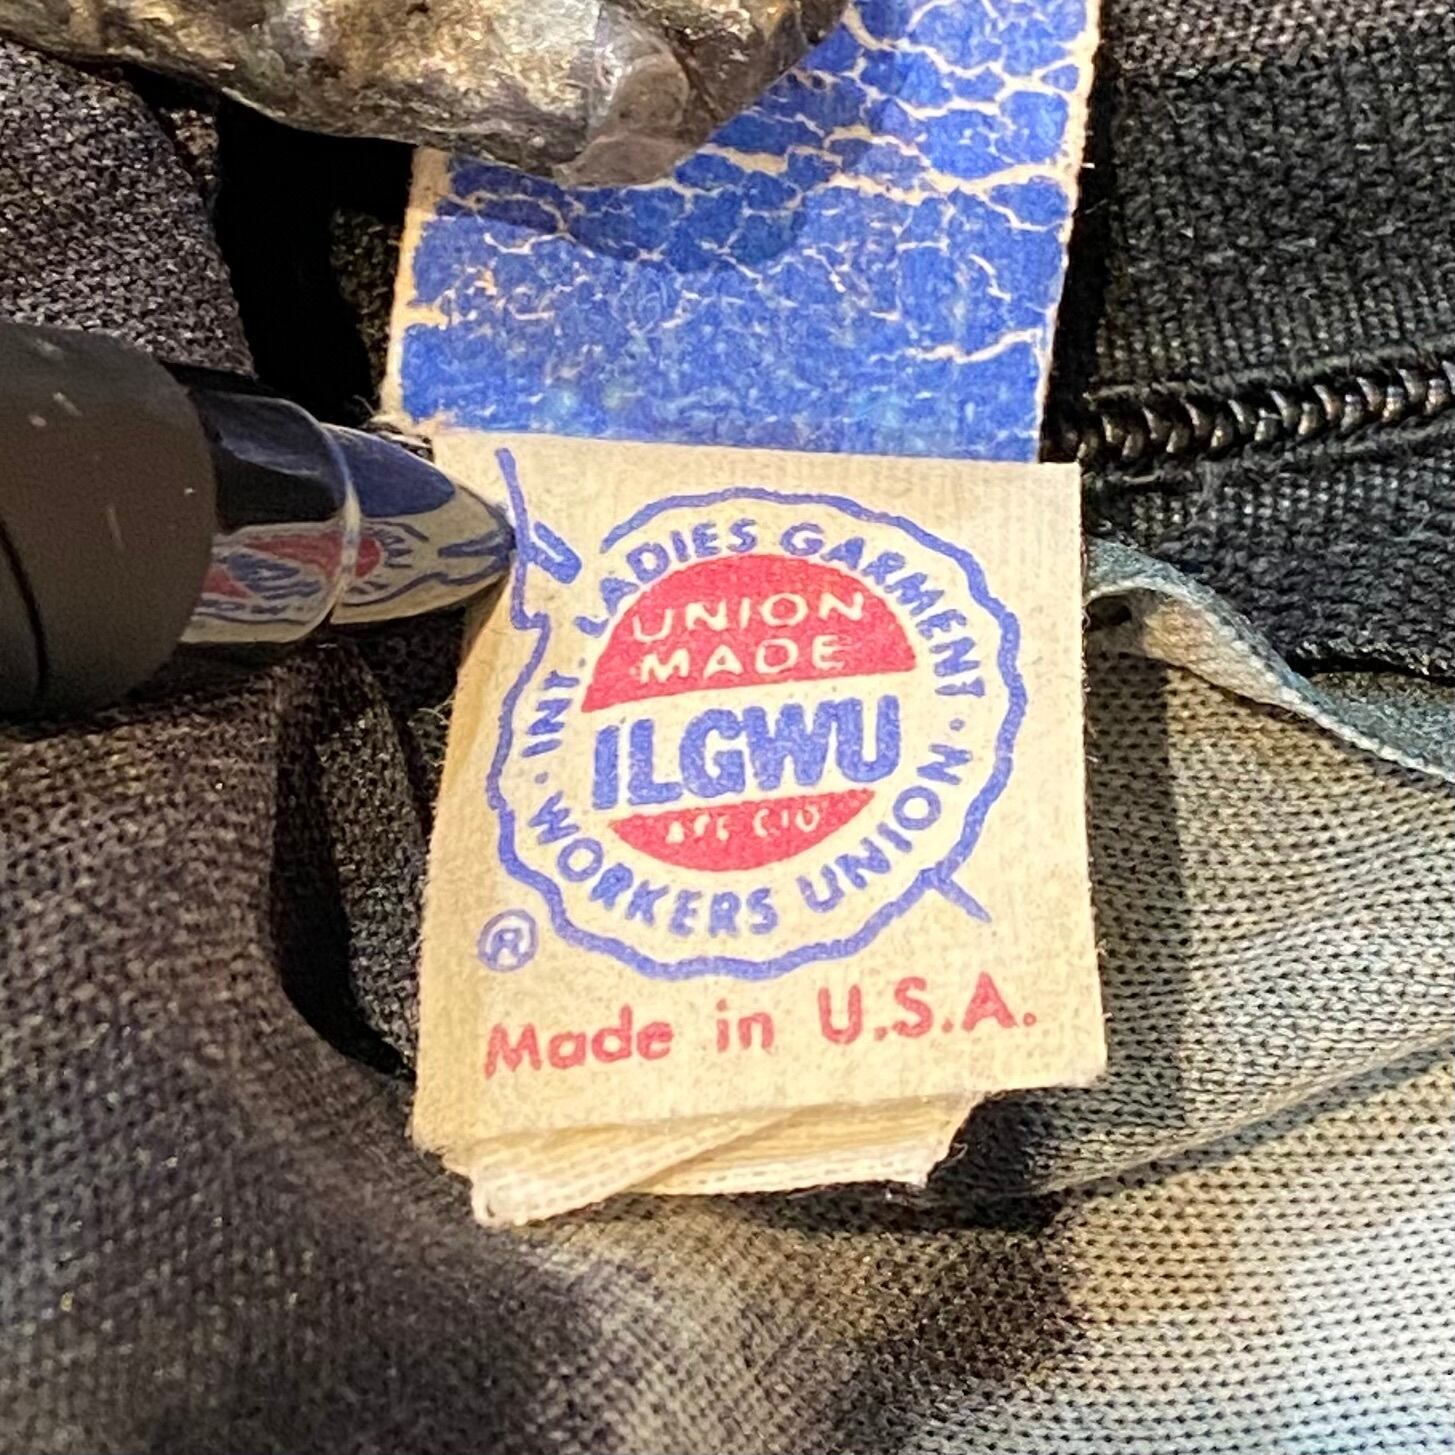 INT. LADIES GARMENT
WORKERS UNION
UNION
MADE
ILGWU
AFL CIO
®
Made in U.S.A.